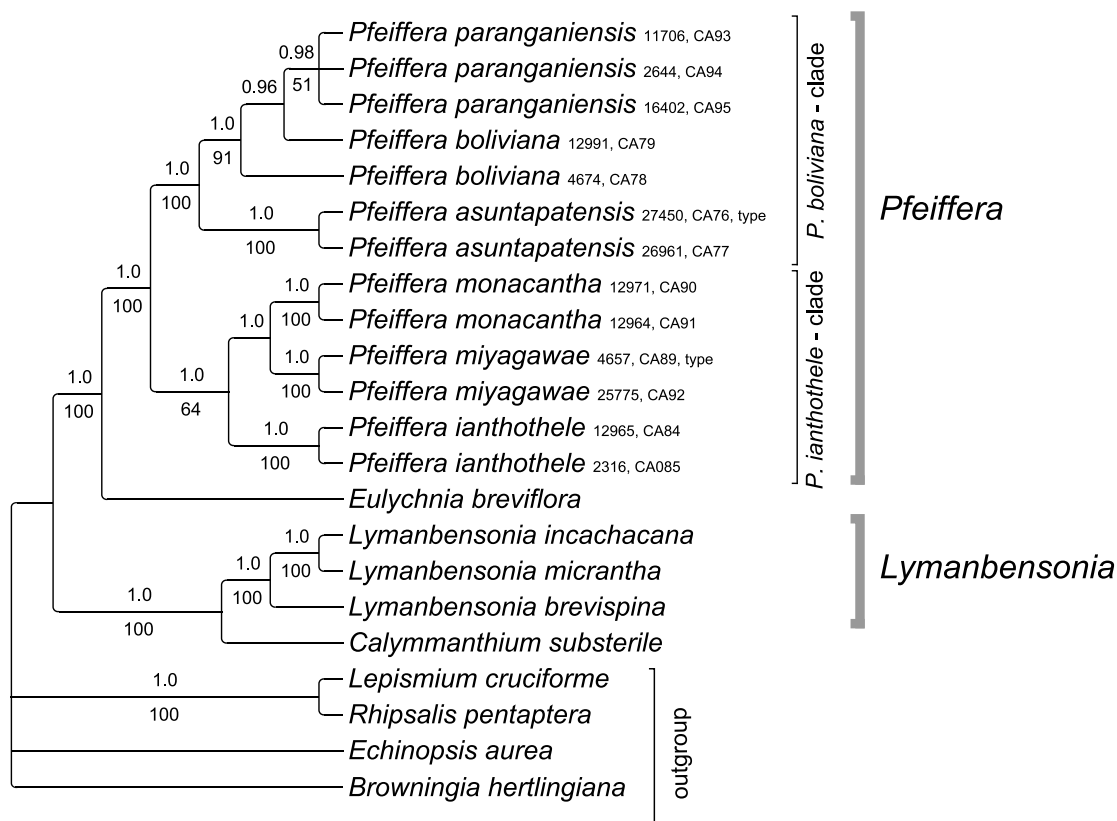 Pfeiffera paranganiensis 11706, CA93
0.98
Pfeiffera paranganiensis 2644, CA94
0.96
51
Pfeiffera paranganiensis 16402, CA95
1.0
Pfeiffera boliviana 12991, CA79
91
1.0
Pfeiffera boliviana 4674, CA78
100
1.0
Pfeiffera asuntapatensis 27450, CA76, type
100
Pfeiffera asuntapatensis 26961, CA77
P. boliviana - clade
Pfeiffera
1.0
100
1.0
Pfeiffera monacantha 12971, CA90
100
1.0
Pfeiffera monacantha 12964, CA91
1.0
Pfeiffera miyagawae 4657, CA89, type
100
1.0
64
Pfeiffera miyagawae 25775, CA92
1.0
100
1.0
Pfeiffera ianthothele 12965, CA84
100
Pfeiffera ianthothele 2316, CA085
P. ianthothele - clade
Eulychnia breviflora
1.0
Lymanbensonia incachacana
100
1.0
Lymanbensonia micrantha
100
Lymanbensonia
1.0
100
Lymanbensonia brevispina
Calymmanthium substerile
1.0
100
Lepismium cruciforme
Rhipsalis pentaptera
Echinopsis aurea
Browningia hertlingiana
outgroup